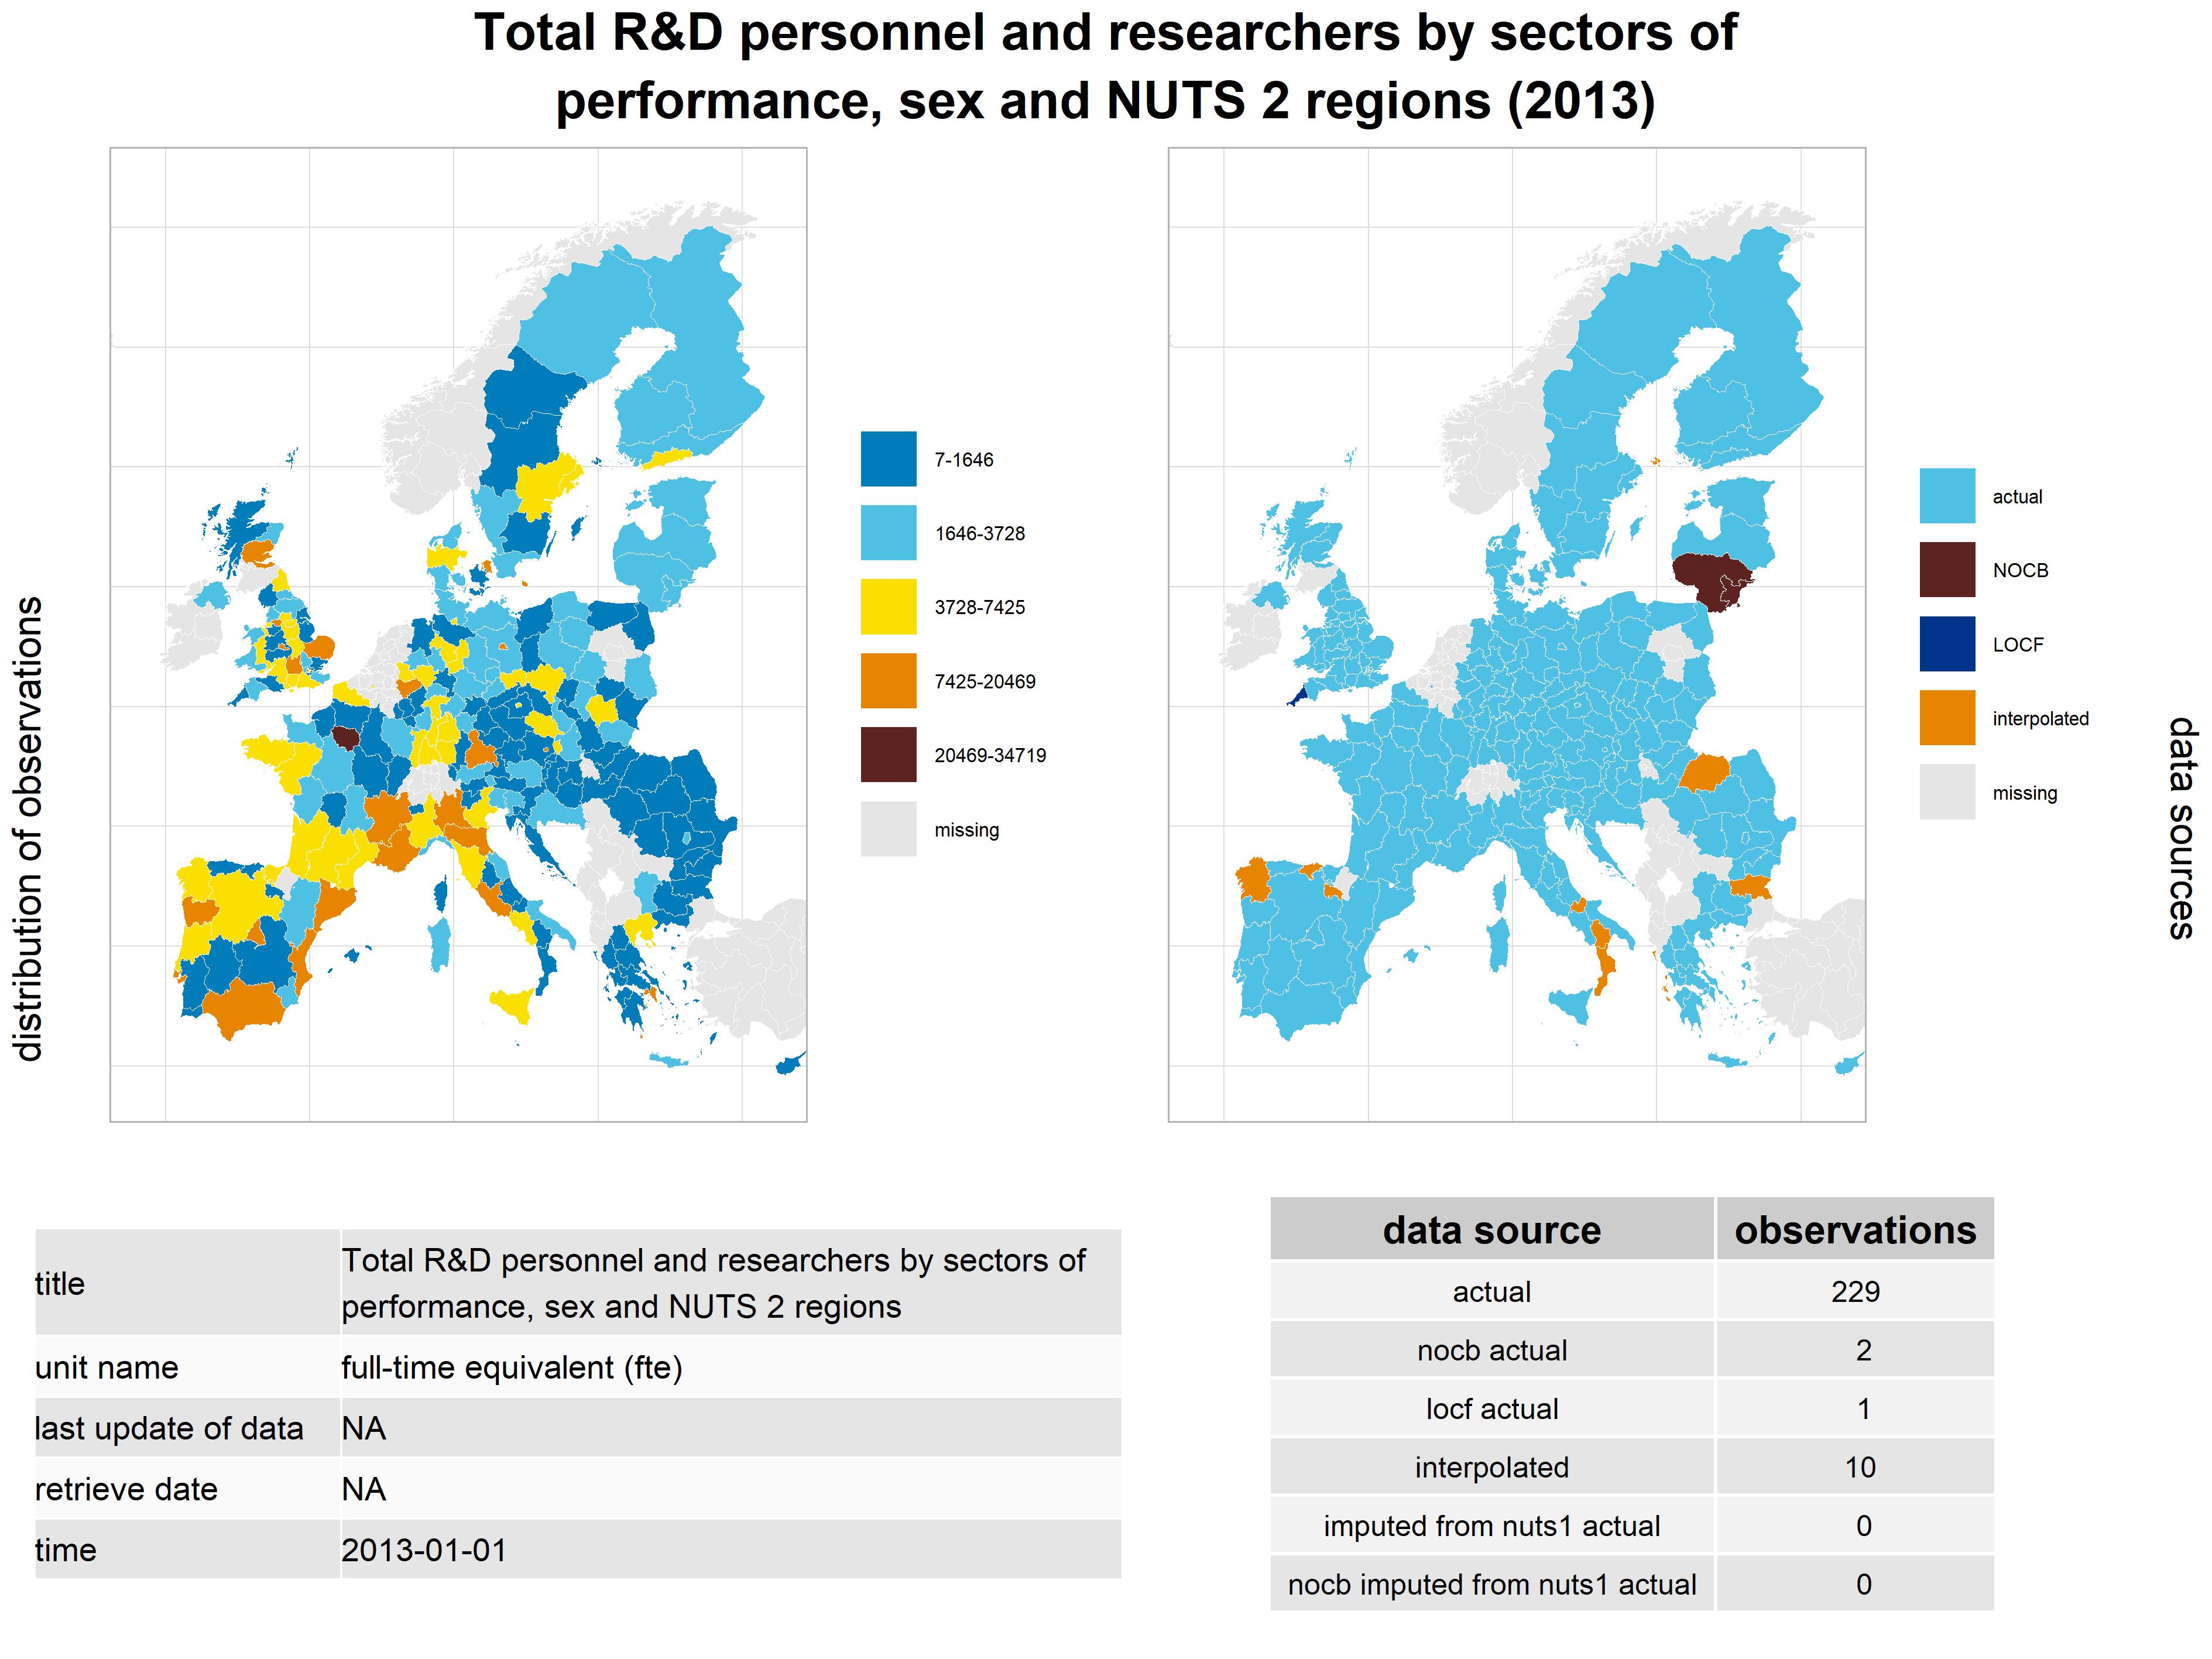 Total R&D personnel and researchers by sectors of
performance, sex and NUTS 2 regions (2013)
distribution of observations
7-1646
1646-3728
3728-7425
7425-20469
20469-34719
missing
actual
NOCB
LOCF
interpolated
missing
data sources
title
Total R&D personnel and researchers by sectors of
performance, sex and NUTS 2 regions
unit name full-time equivalent (fte)
last update of data NA
retrieve date NA
time 2013-01-01
data source observations
actual 229
nocb actual 2
locf actual 1
interpolated 10
imputed from nuts1 actual 0
nocb imputed from nuts1 actual 0